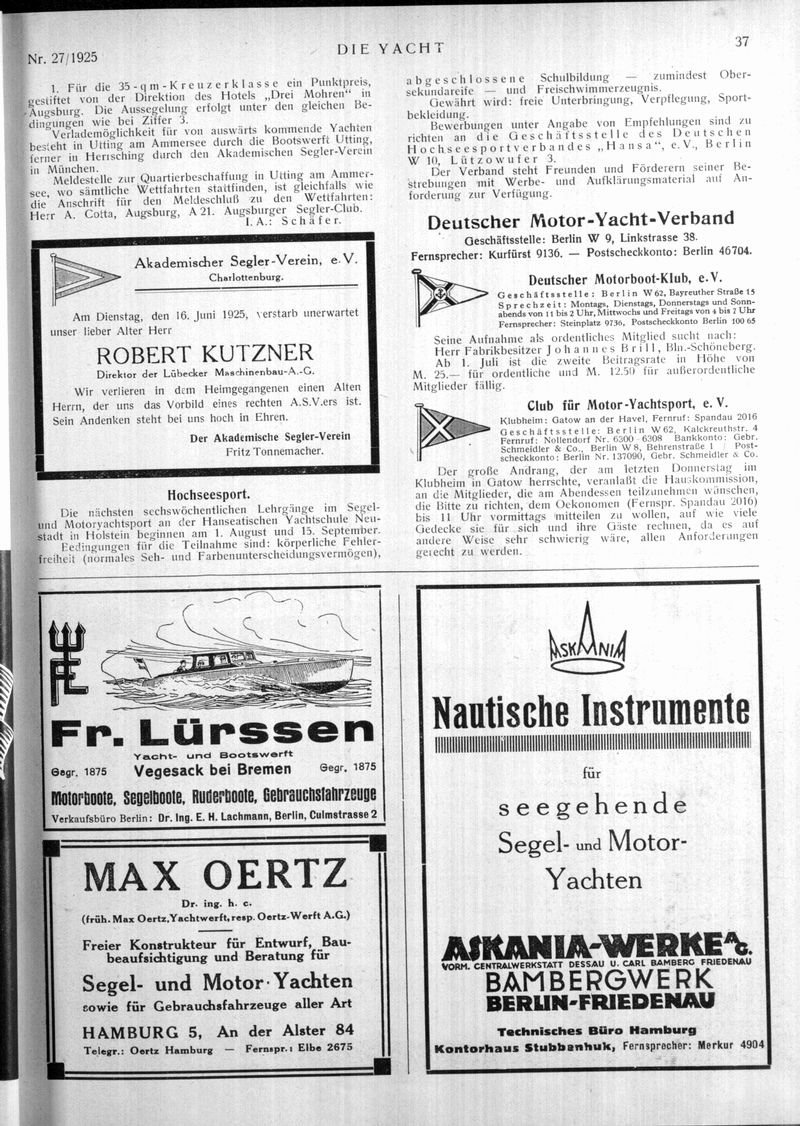 Nr. 27/1925
DIE YACHT
37
1. Für die 35-qm-Kreuzerklasse ein Punktpreis,
gestiftet von der Direktion des Hotels „Drei Mohren“ in
Augsburg. Die Aussegelung erfolgt unter den gleichen Be-
dingungen wie bei Ziffer 3.
Verlademöglichkeit für von auswärts kommende Yachten
besteht in Utting am Ammersee durch die Bootswerft Utting,
ferner in Herrsching durch den Akademischen Segler-Verein
in München.
Meldestelle zur Quartierbeschaffung in Utting am Ammer-
see, wo sämtliche Wettfahrten stattfinden, ist gleichfalls wie
die Anschrift für den Meldeschluß zu den Wettfahrten:
Herr A. Cotta, Augsburg, A 21. Augsburger Segler-Club.
I. A.: Schäfer.
Akademischer Segler-Verein, e. V.
Charlottenburg.
Am Dienstag, den 16. Juni 1925, verstarb unerwartet
unser lieber Alter Herr
ROBERT KUTZNER
Direktor der Lübecker Maschinenbau-A.-G.
Wir verlieren in dem Heimgegangenen einen Alten
Herrn, der uns das Vorbild eines rechten A.S.V.ers ist.
Sein Andenken steht bei uns hoch in Ehren.
Der Akademische Segler-Verein
Fritz Tonnemacher.
Hochseesport.
Die nächsten sechswöchentlichen Lehrgänge im Segel-
und Motoryachtsport an der Hanseatischen Yachtschule Neu-
stadt in Holstein beginnen am 1. August und 15. September.
Bedingungen für die Teilnahme sind: körperliche Fehler-
freiheit (normales Seh- und Farbenunterscheidungsvermögen),
abgeschlossene Schulbildung — zumindest Ober-
sekundareife — und Freischwimmerzeugnis.
Gewährt wird: freie Unterbringung, Verpflegung, Sport-
bekleidung.
Bewerbungen unter Angabe von Empfehlungen sind zu
richten an die Geschäftsstelle des Deutschen
Hochseesportverbandes „Hansa“, e. V., Berlin
W 10, Lützowufer 3.
Der Verband steht Freunden und Förderern seiner Be-
strebungen mit Werbe- und Aufklärungsmaterial auf An-
forderung zur Verfügung.
Deutscher Motor-Yacht-Verband
Geschäftsstelle: Berlin W 9, Linkstrasse 38.
Fernsprecher: Kurfürst 9136. — Postscheckkonto: Berlin 46704.
Deutscher Motorboot-Klub, e. V.
Geschäftsstelle: Berlin W 62, Bayreuther Straße 15
Sprechzeit: Montags, Dienstags, Donnerstags und Sonn-
abends von 11 bis 2 Uhr, Mittwochs und Freitags von 4 bis 7 Uhr
Fernsprecher: Steinplatz 9736, Postscheckkonto Berlin 100 65
Seine Aufnahme als ordentliches Mitglied sucht nach:
Herr Fabrikbesitzer Johannes Brill, Bln.-Schöneberg.
Ab 1. Juli ist die zweite Beitragsrate in Höhe von
M. 25.— für ordentliche und M. 12.50 für außerordentliche
Mitglieder fällig.
Club für Motor-Yachtsport, e. V.
Klubheim: Gatow an der Havel, Fernruf: Spandau 2016
Geschäftsstelle: Berlin W 62, Kalckreuthstr. 4
Fernruf: Nollendorf Nr. 6300 - 6308 Bankkonto: Gebr.
Schmeidler & Co., Berlin W 8, Behrenstraße 1 Post-
scheckkonto: Berlin Nr. 137090, Gebr. Schmeidler & Co.
Der große Andrang, der am letzten Donnerstag im
Klubheim in Gatow herrschte, veranlaßt die Hauskommission,
an die Mitglieder, die am Abendessen teilzunehmen wünschen,
die Bitte zu richten, dem Oekonomen (Fernspr. Spandau 2016)
bis 11 Uhr vormittags mitteilen zu wollen, auf wie viele
Gedecke sie für sich und ihre Gäste rechnen, da es auf
andere Weise sehr schwierig wäre, allen Anforderungen
gerecht zu werden.
Fr. Lürssen
Yacht- und Bootswerft
Gegr. 1875 Vegesack bei Bremen Gegr. 1875
Motorboote, Segelboote, Ruderboote, Gebrauchsfahrzeuge
Verkaufsbüro Berlin: Dr. Ing. E. H. Lachmann, Berlin, Culmstrasse 2
MAX OERTZ
Dr. ing. h. c.
(früh. Max Oertz, Yachtwerft, resp. Oertz-Werft A.G.)
Freier Konstrukteur für Entwurf, Bau-
beaufsichtigung und Beratung für
Segel- und Motor-Yachten
sowie für Gebrauchsfahrzeuge aller Art
HAMBURG 5, An der Alster 84
Telegr.: Oertz Hamburg — Fernspr.: Elbe 2675
ASKANIA
Nautische Instrumente
für
seegehende
Segel- und Motor-
Yachten
ASKANIA-WERKE A.G.
VORM. CENTRALWERKSTATT DESSAU U. CARL BAMBERG FRIEDENAU
BAMBERGWERK
BERLIN-FRIEDENAU
Technisches Büro Hamburg
Kontorhaus Stubbenhuk, Fernsprecher: Merkur 4904